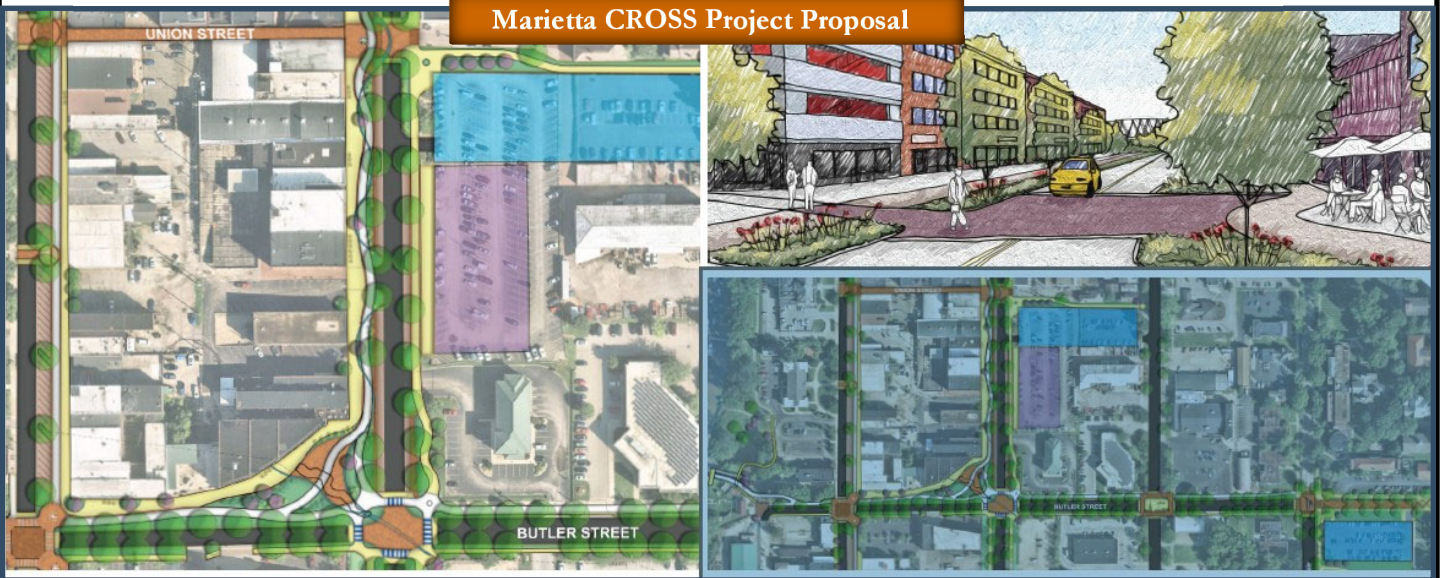 Marietta CROSS Project Proposal
UNION STREET
BUTLER STREET
BUTLER STREET